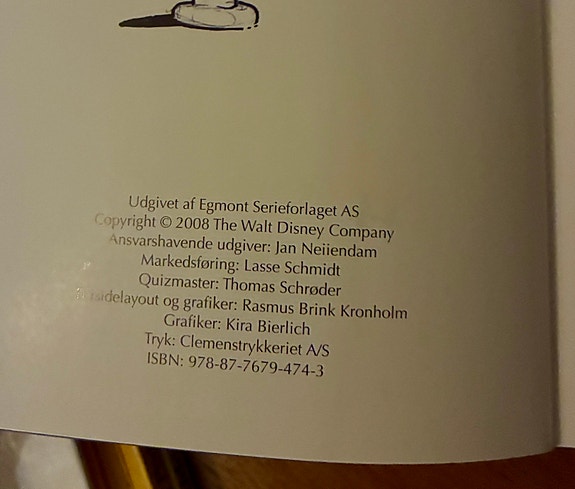 Udgivet af Egmont Serieforlaget AS
Copyright © 2008 The Walt Disney Company
Ansvarshavende udgiver: Jan Neiiendam
Markedsføring: Lasse Schmidt
Quizmaster: Thomas Schrøder
og grafiker: Rasmus Brink Kronholm
Grafiker: Kira Bierlich
Tryk: Clemenstrykkeriet A/S
ISBN: 978-87-7679-474-3